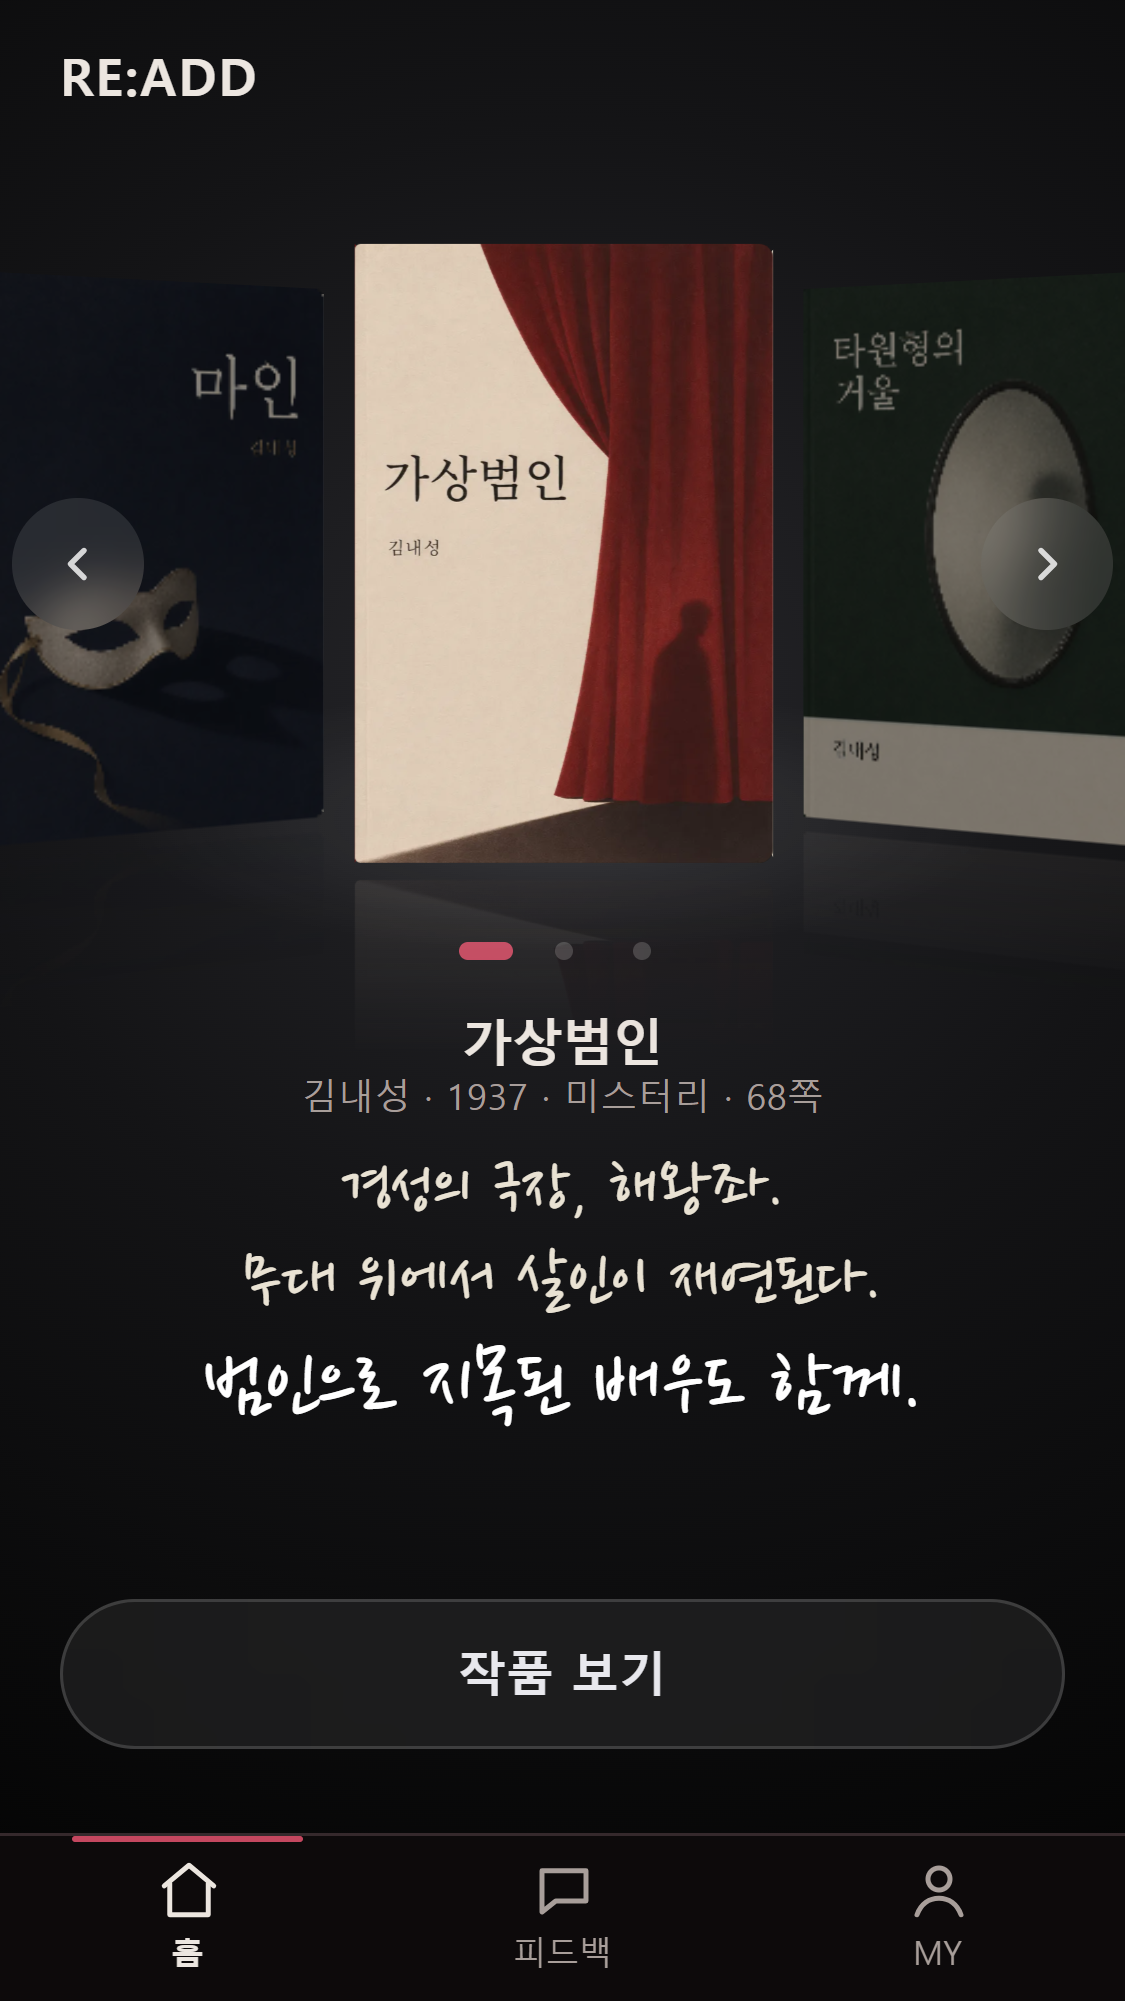 RE:ADD
마인
김내성
가상범인
김내성
타원형의
거울
김내성
가상범인
김내성 · 1937 · 미스터리 · 68쪽
경성의 극장, 해왕좌.
무대 위에서 살인이 재연된다.
범인으로 지목된 배우도 함께.
작품 보기
홈
피드백
MY